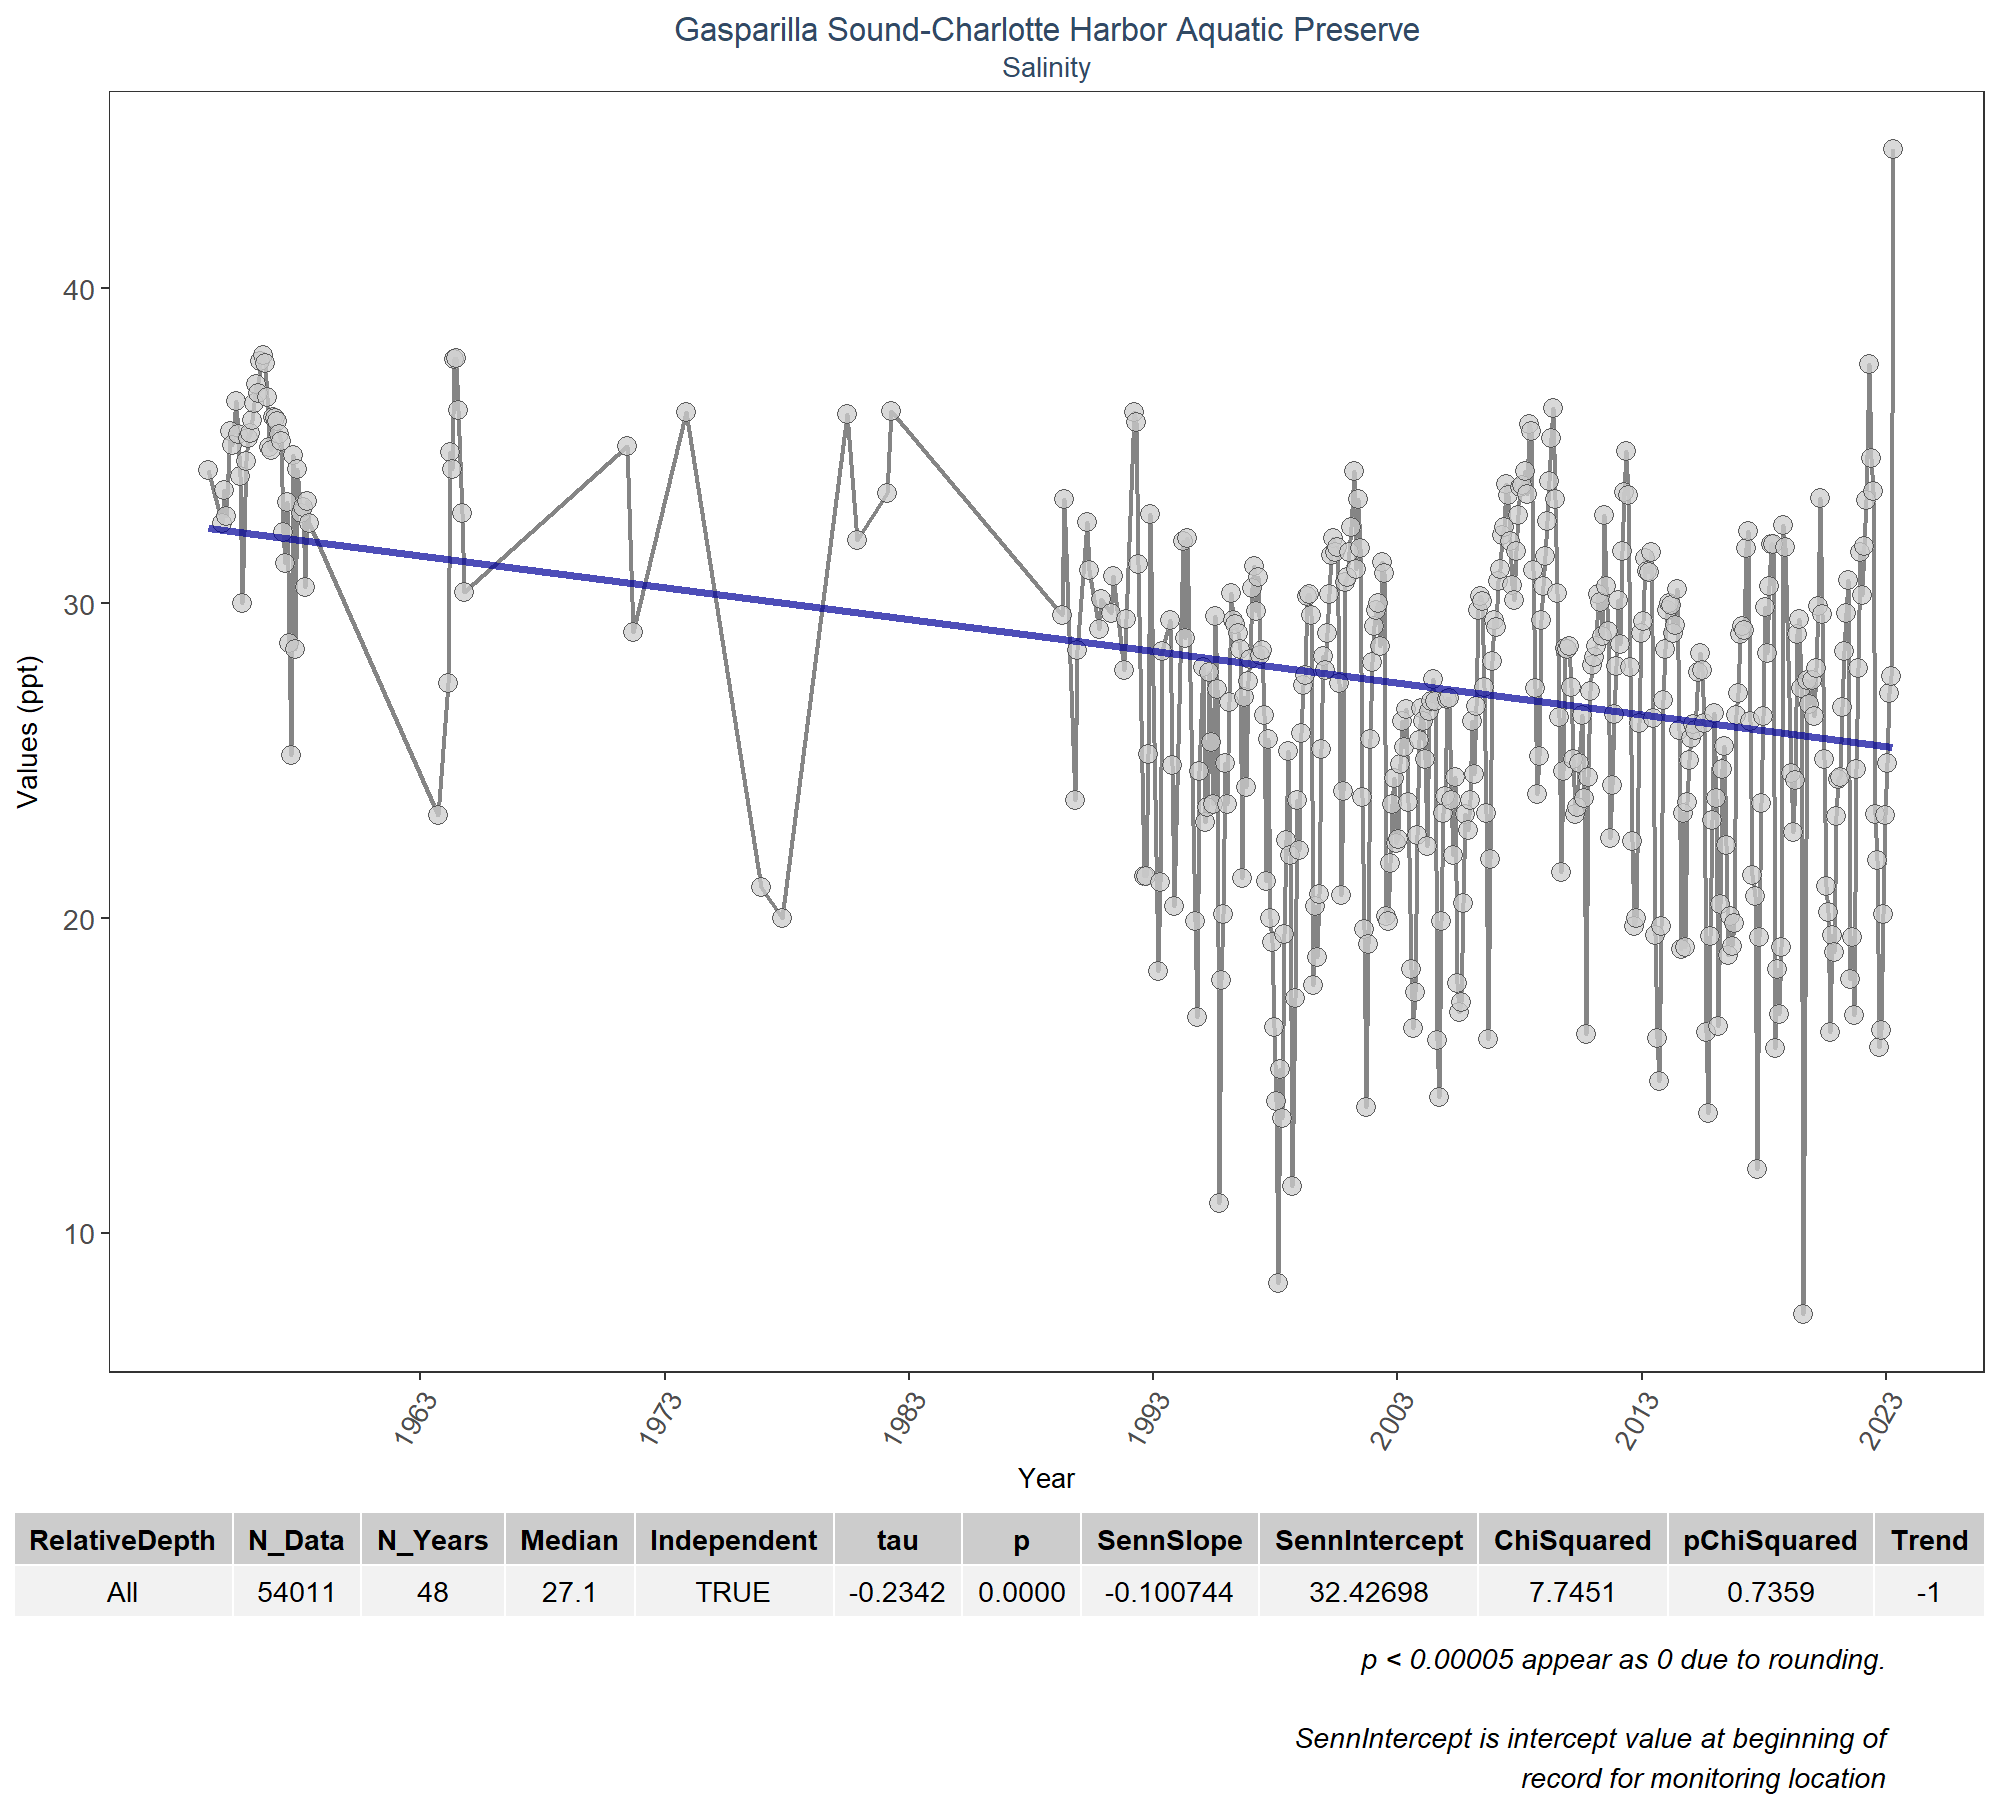 Gasparilla Sound-Charlotte Harbor Aquatic Preserve
Salinity
Values (ppt)
40
30
20
10
1963 1973 1983 1993 2003 2013 2023
Year
RelativeDepth N_Data N_Years Median Independent tau p SennSlope SennIntercept ChiSquared pChiSquared Trend
All 54011 48 27.1 TRUE -0.2342 0.0000 -0.100744 32.42698 7.7451 0.7359 -1
p < 0.00005 appear as 0 due to rounding.
SennIntercept is intercept value at beginning of
record for monitoring location